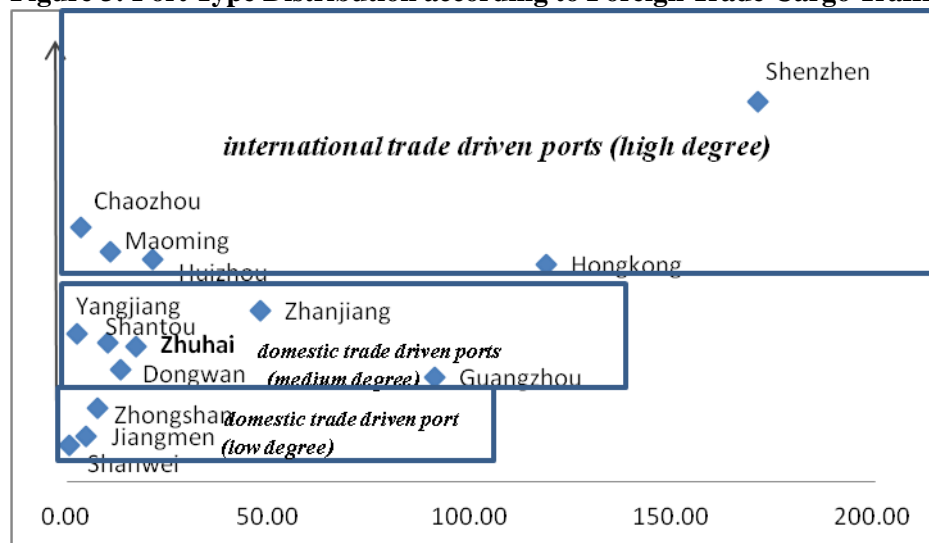 Shenzhen
international trade driven ports (high degree)
Chaozhou
Maoming
Huizhou
Hongkong
Yangjiang
Zhanjiang
Shantou
Zhuhai
domestic trade driven ports
(medium degree)
Dongwan
Guangzhou
Zhongshan
domestic trade driven port
(low degree)
Jiangmen
Shanwei
0.00 50.00 100.00 150.00 200.00